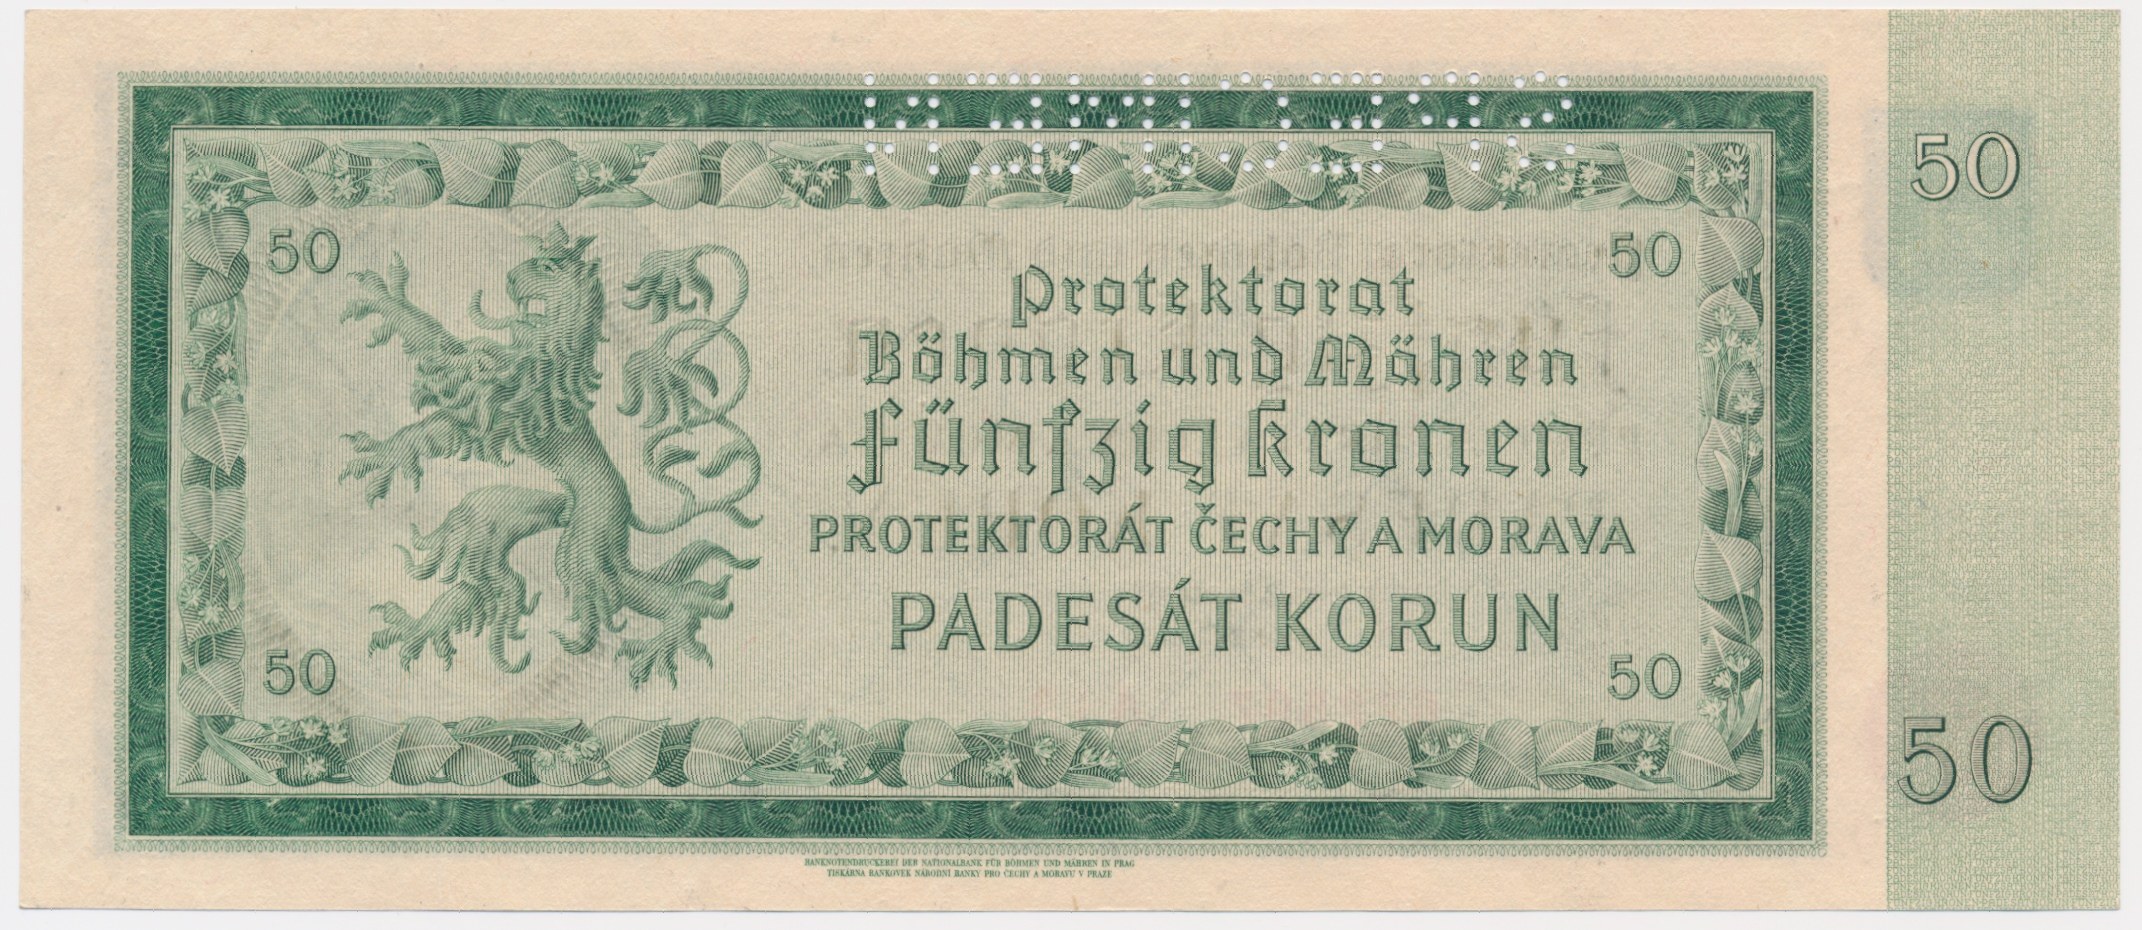 50
50
50
Protektorat
Böhmen und Mähren
Fünfzig Kronen
PROTEKTORÁT ČECHY A MORAVA
PADESÁT KORUN
50
50
50
BANKNOTENDRUCKEREI DER NATIONALBANK FÜR BÖHMEN UND MÄHREN IN PRAG
TISKÁRNA BANKOVEK NÁRODNÍ BANKY PRO ČECHY A MORAVU V PRAZE